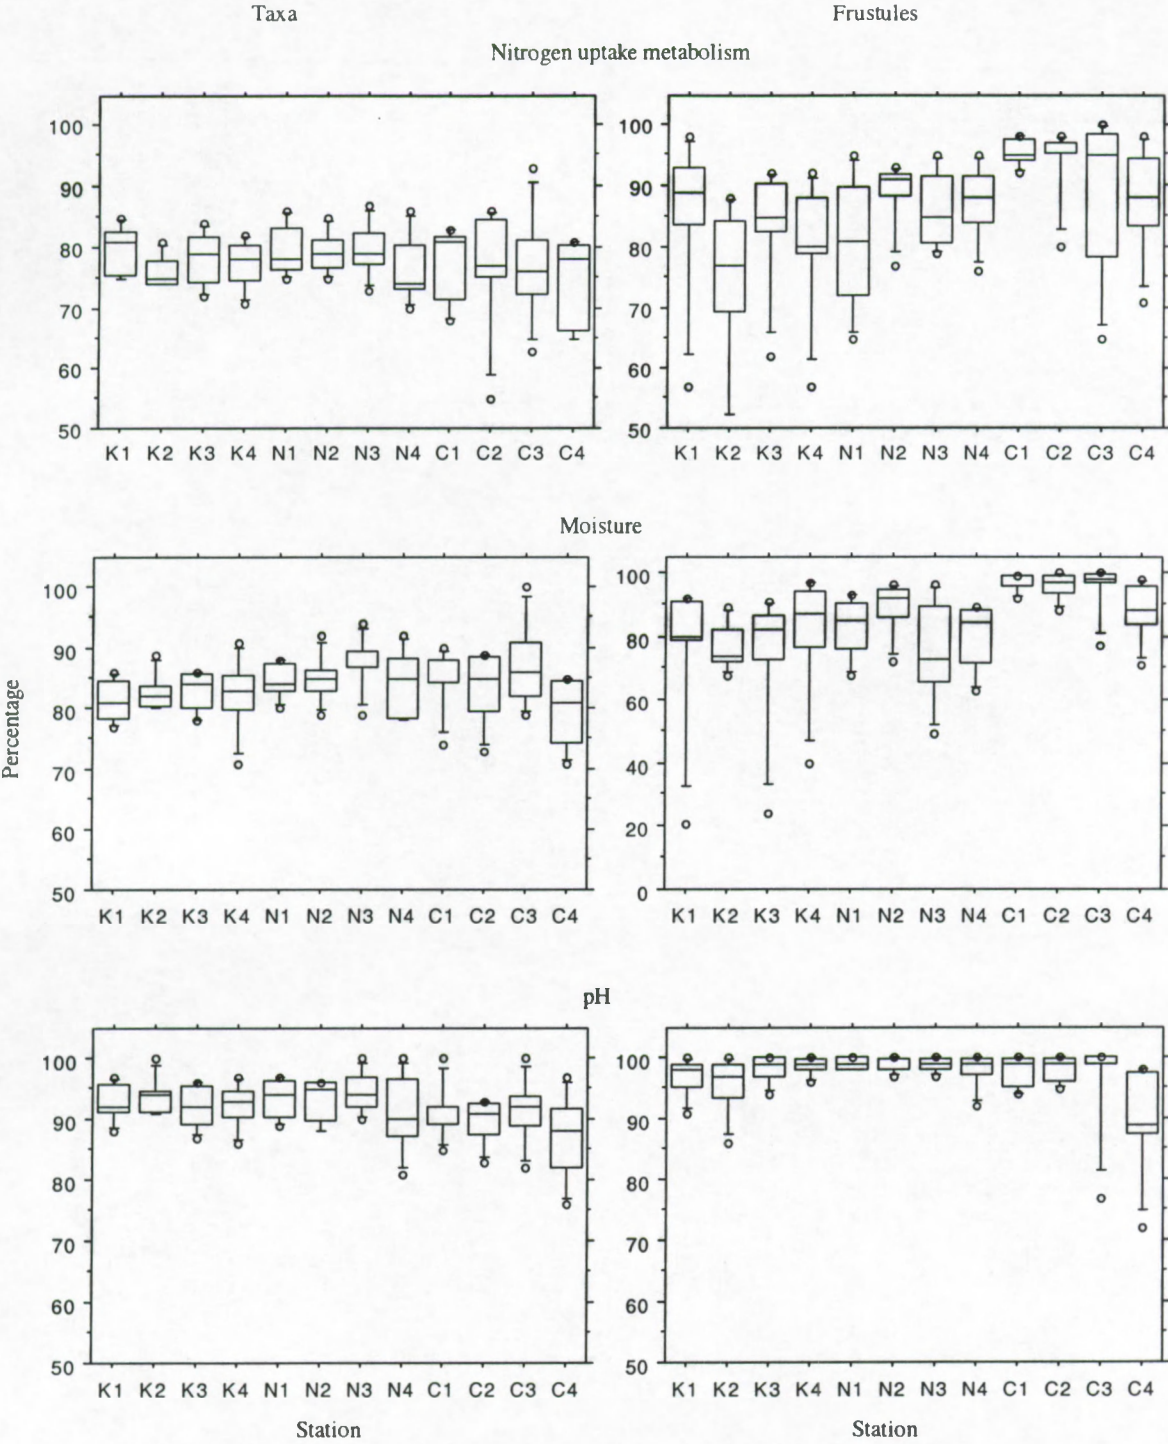 Taxa Frustules
Nitrogen uptake metabolism
100 100
90 90
80 80
70 70
60 60
50 50
K1 K2 K3 K4 N1 N2 N3 N4 C1 C2 C3 C4 K1 K2 K3 K4 N1 N2 N3 N4 C1 C2 C3 C4
Moisture
Percentage
100 100
90 80
80 60
70 40
60 20
50 0
K1 K2 K3 K4 N1 N2 N3 N4 C1 C2 C3 C4 K1 K2 K3 K4 N1 N2 N3 N4 C1 C2 C3 C4
pH
100 100
90 90
80 80
70 70
60 60
50 50
K1 K2 K3 K4 N1 N2 N3 N4 C1 C2 C3 C4 K1 K2 K3 K4 N1 N2 N3 N4 C1 C2 C3 C4
Station Station